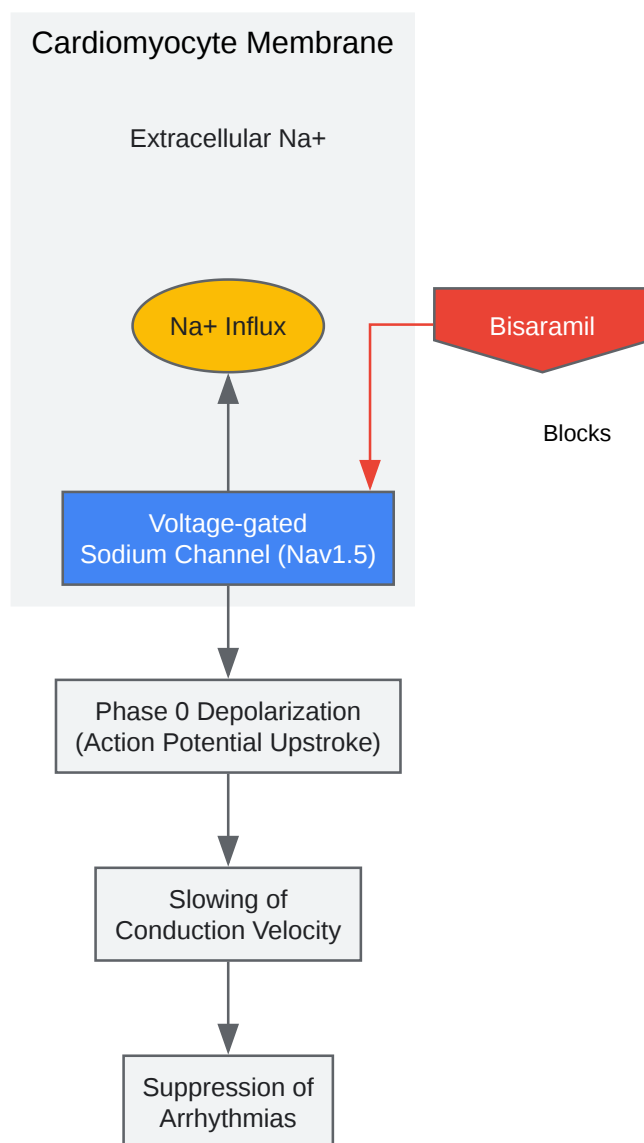 Cardiomyocyte Membrane
Extracellular Na+
Na+ Influx
Bisaramil
Blocks
Voltage-gated
Sodium Channel (Nav1.5)
Phase 0 Depolarization
(Action Potential Upstroke)
Slowing of
Conduction Velocity
Suppression of
Arrhythmias